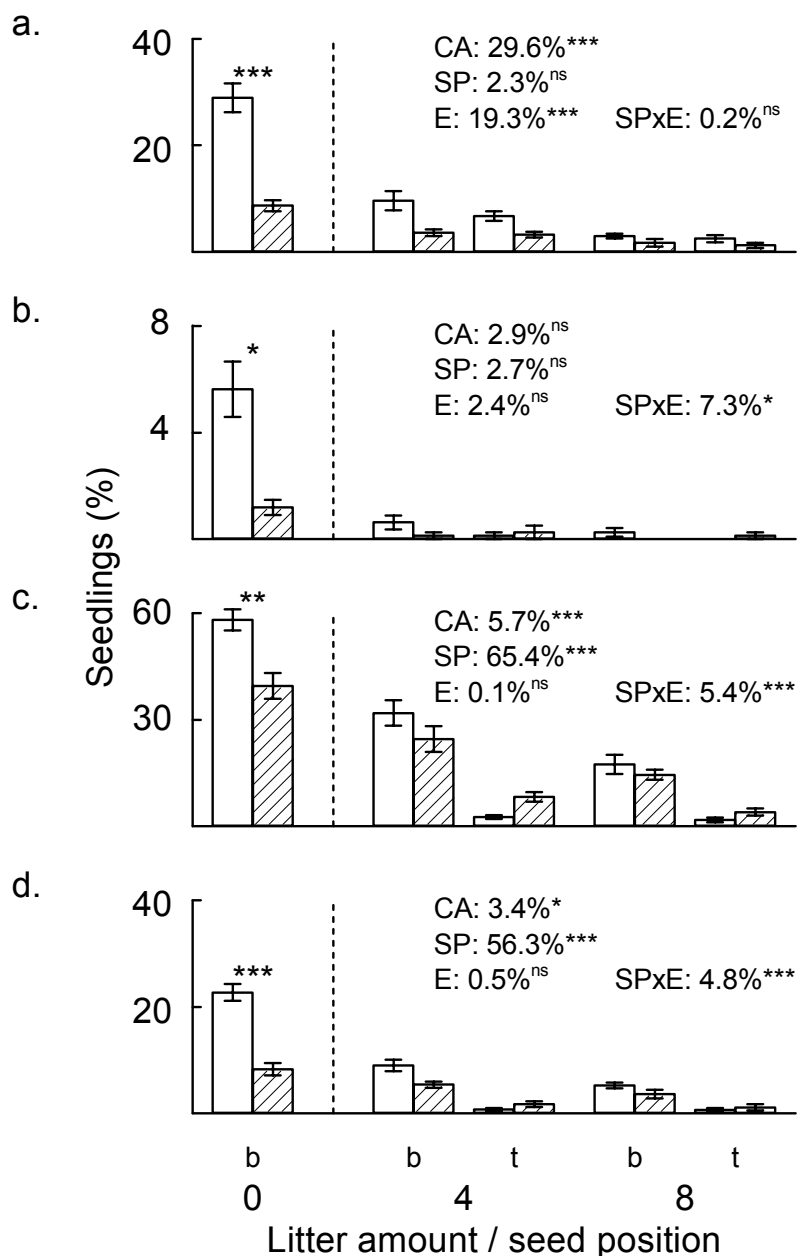 a.
40
20
***
CA: 29.6%***
SP: 2.3%ns
E: 19.3%*** SPxE: 0.2%ns
b.
8
4
*
CA: 2.9%ns
SP: 2.7%ns
E: 2.4%ns SPxE: 7.3%*
Seedlings (%)
c.
60
30
**
CA: 5.7%***
SP: 65.4%***
E: 0.1%ns SPxE: 5.4%***
d.
40
20
***
CA: 3.4%*
SP: 56.3%***
E: 0.5%ns SPxE: 4.8%***
b b t b t
0 4 8
Litter amount / seed position